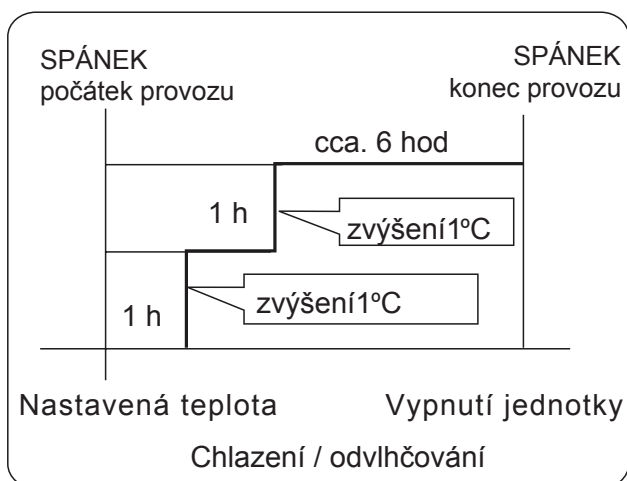 SPÁNEK
počátek provozu
SPÁNEK
konec provozu
cca. 6 hod
1 h
zvýšení1ºC
zvýšení1ºC
1 h
Nastavená teplota
Vypnutí jednotky
Chlazení / odvlhčování